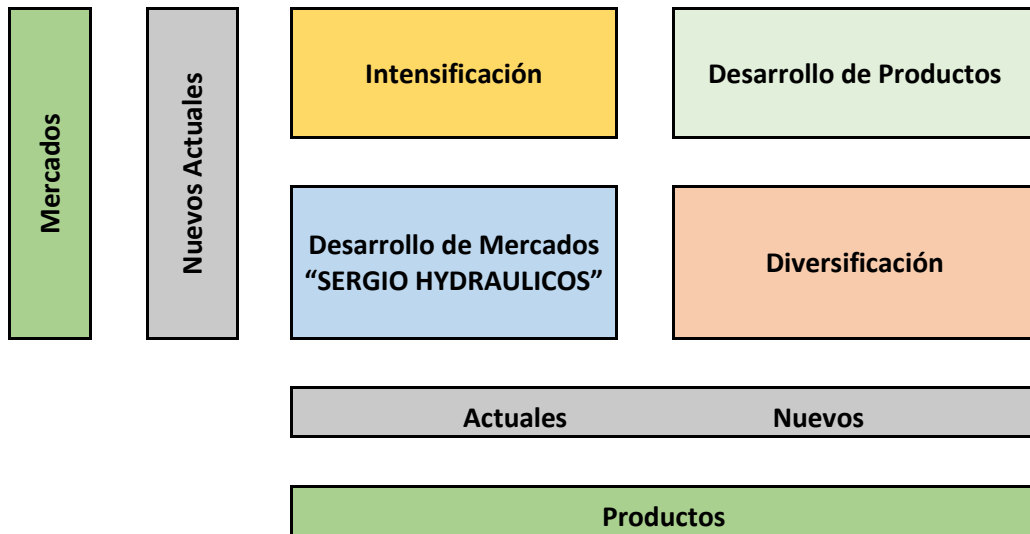 Mercados
Nuevos Actuales
Intensificación
Desarrollo de Productos
Desarrollo de Mercados
“SERGIO HYDRAULICOS”
Diversificación
Actuales Nuevos
Productos